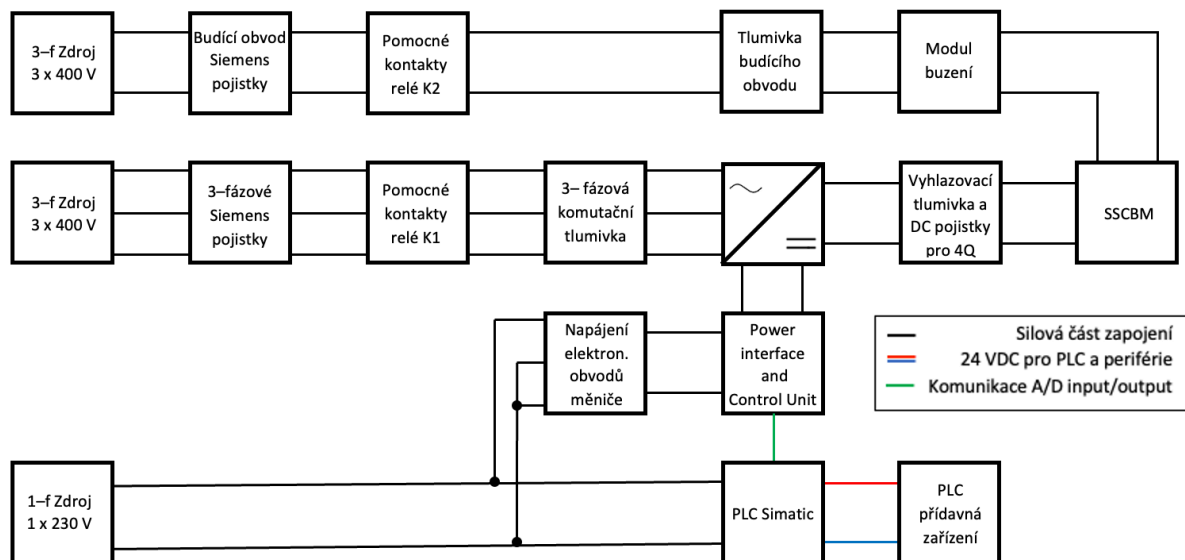 3–f Zdroj
3 x 400 V
Budící obvod
Siemens
pojistky
Pomocné
kontakty
relé K2
Tlumivka
budícího
obvodu
Modul
buzení
3–f Zdroj
3 x 400 V
3–fázové
Siemens
pojistky
Pomocné
kontakty
relé K1
3– fázová
komutační
tlumivka
Vyhlazovací
tlumivka a
DC pojistky
pro 4Q
SSCBM
Napájení
elektron.
obvodů
měniče
Power
interface
and
Control Unit
Silová část zapojení
24 VDC pro PLC a periférie
Komunikace A/D input/output
1–f Zdroj
1 x 230 V
PLC Simatic
PLC
přídavná
zařízení